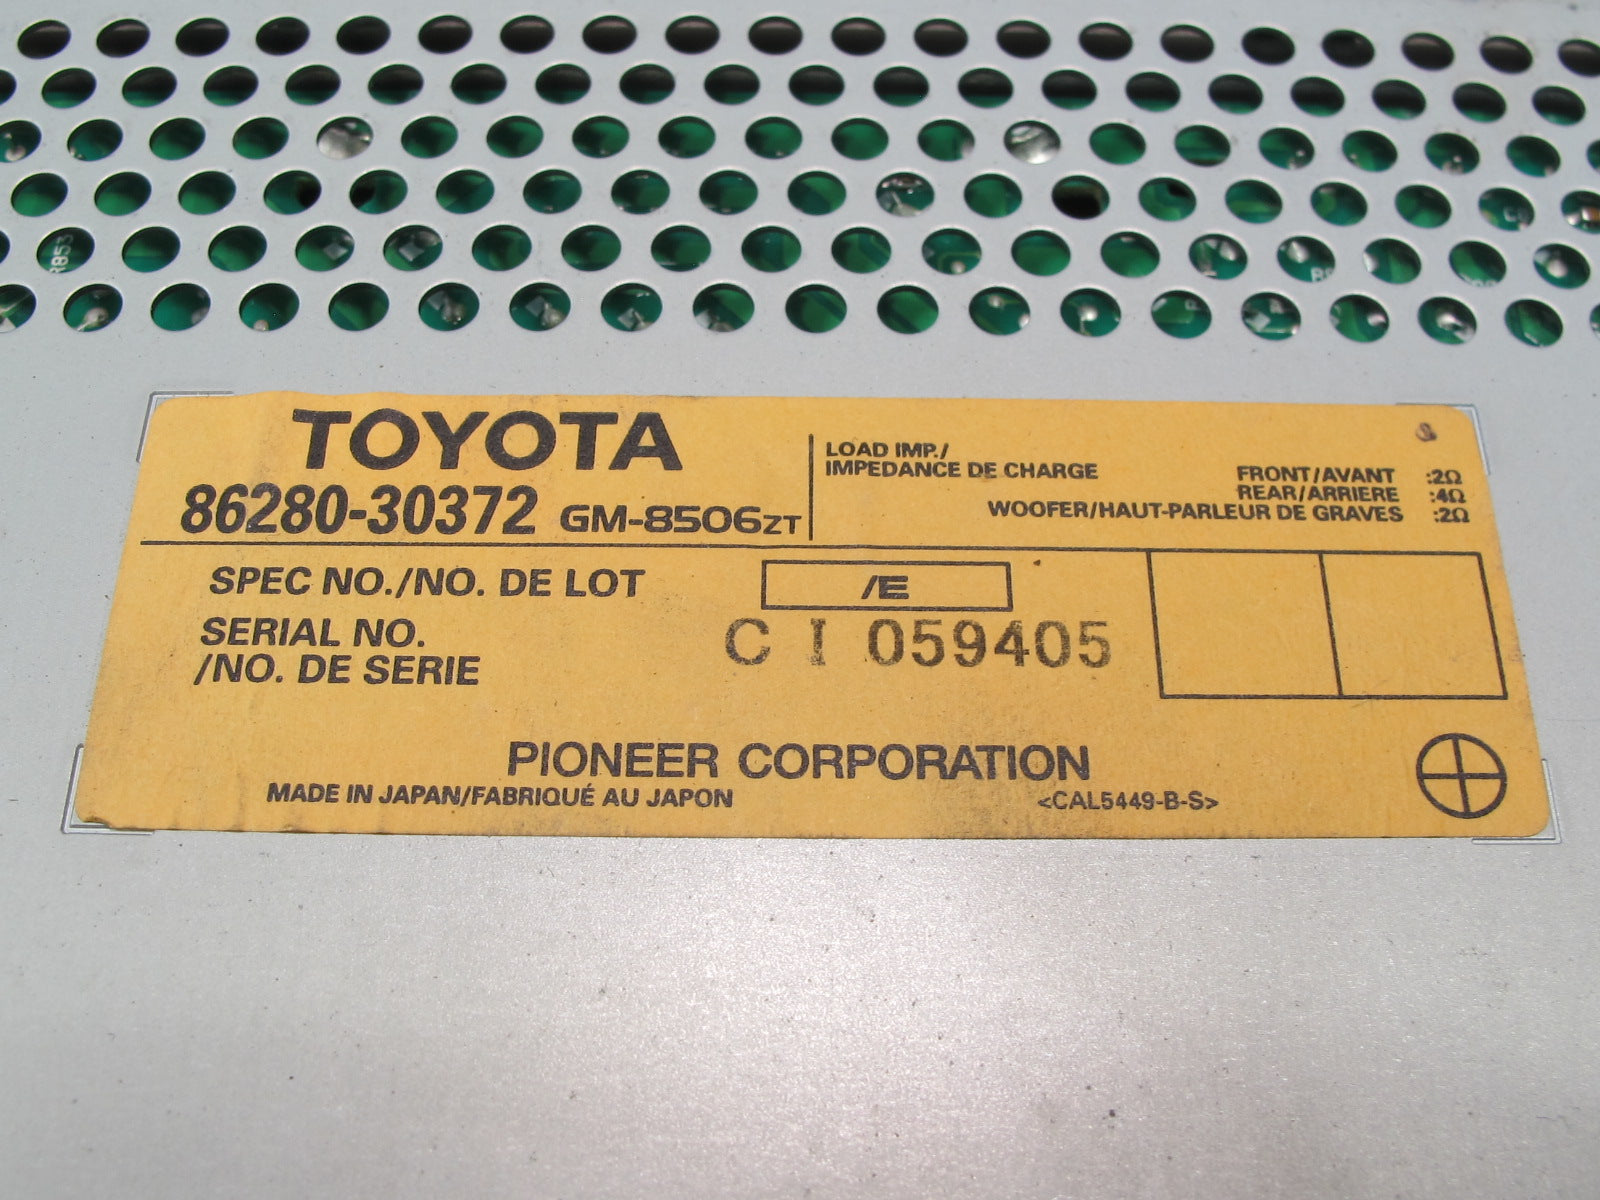 R853
TOYOTA
86280-30372 GM-8506ZT
LOAD IMP./
IMPEDANCE DE CHARGE
FRONT/AVANT :2Ω
REAR/ARRIERE :4Ω
WOOFER/HAUT-PARLEUR DE GRAVES :2Ω
SPEC NO./NO. DE LOT /E
SERIAL NO.
/NO. DE SERIE
C I 059405
PIONEER CORPORATION
MADE IN JAPAN/FABRIQUÉ AU JAPON
<CAL5449-B-S>